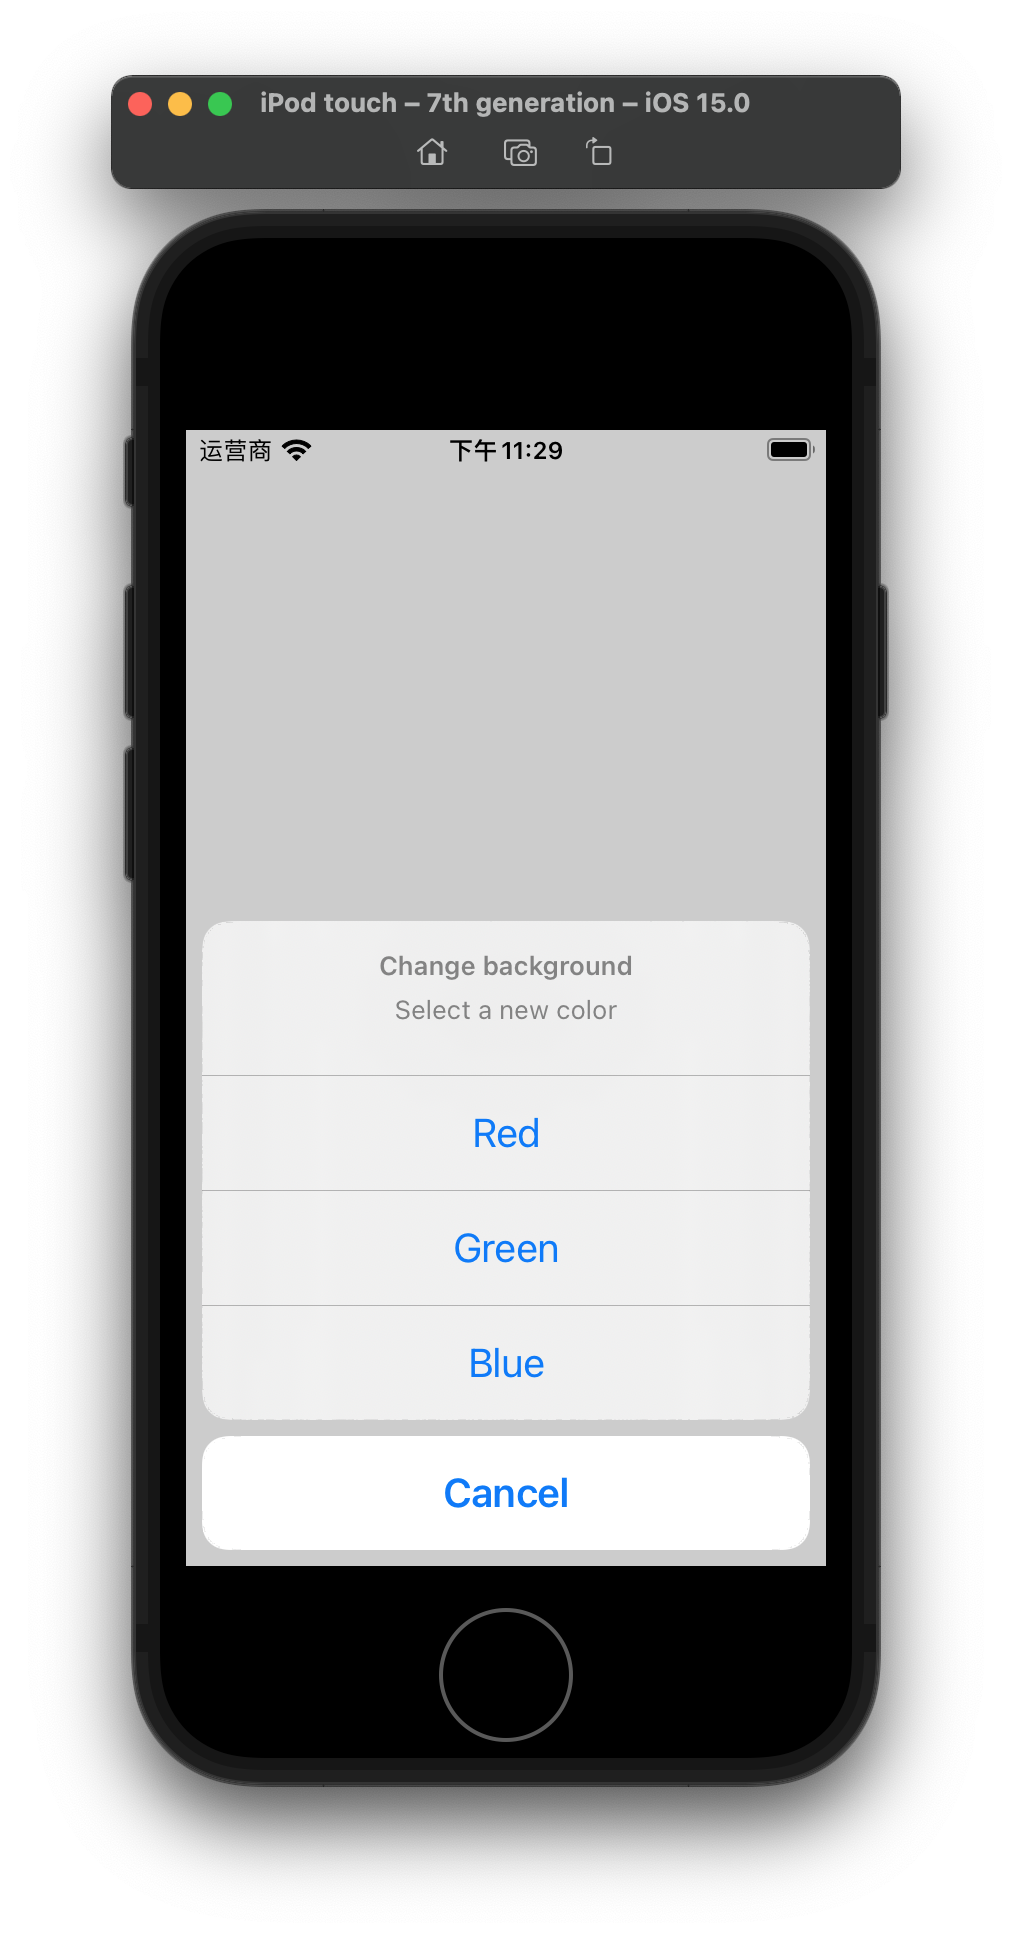 iPod touch – 7th generation – iOS 15.0
运营商 下午11:29
Change background
Select a new color
Red
Green
Blue
Cancel